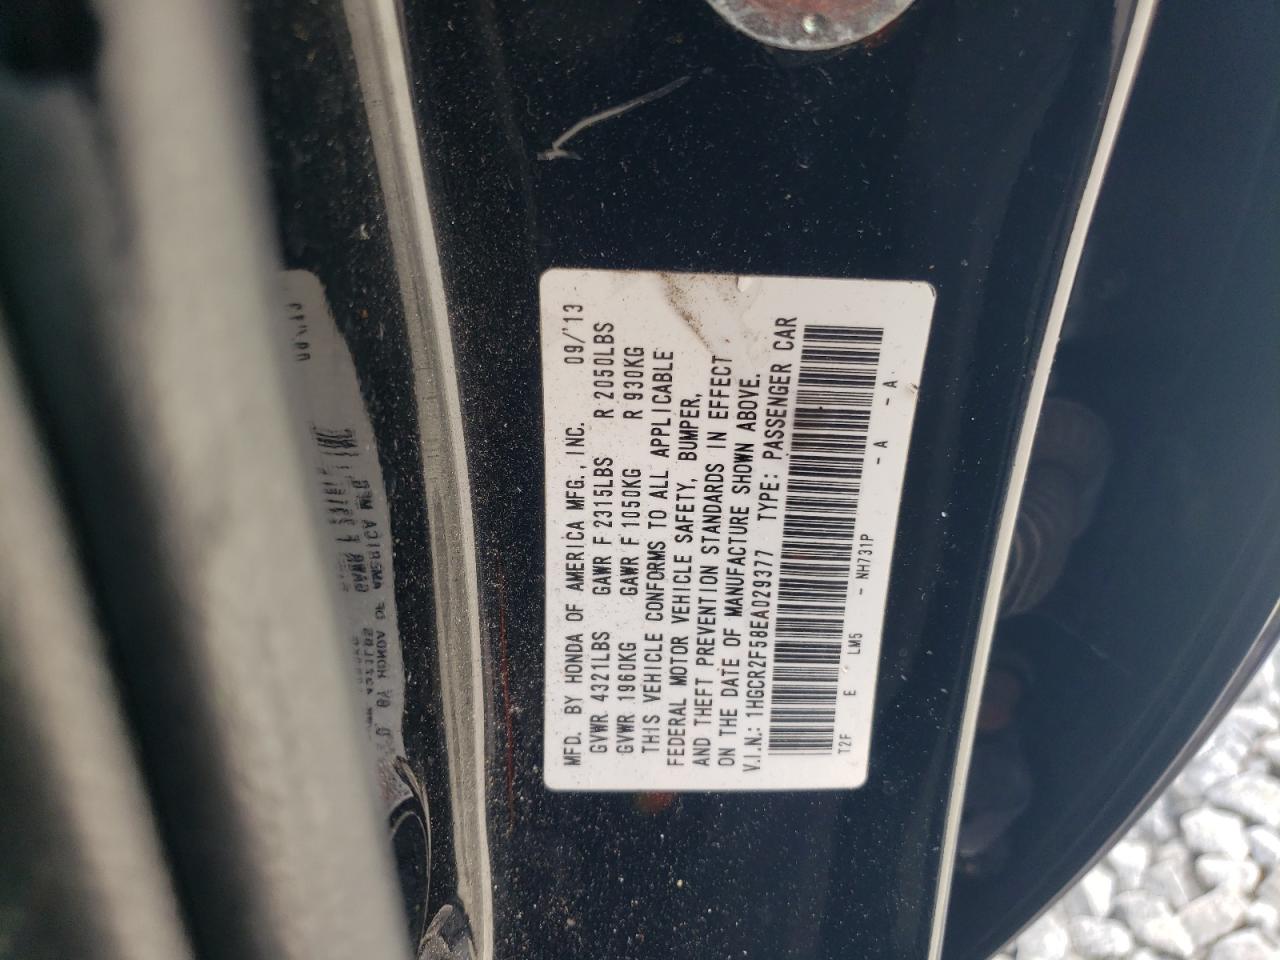 MFD. BY HONDA OF AMERICA MFG., INC. 09/'13
GVWR 4321LBS GAWR F 2315LBS R 2050LBS
GVWR 1960KG GAWR F 1050KG R 930KG
THIS VEHICLE CONFORMS TO ALL APPLICABLE
FEDERAL MOTOR VEHICLE SAFETY, BUMPER,
AND THEFT PREVENTION STANDARDS IN EFFECT
ON THE DATE OF MANUFACTURE SHOWN ABOVE.
V.I.N.: 1HGCR2F58EA029377 TYPE: PASSENGER CAR
T2F E LM5 - NH731P - A - A